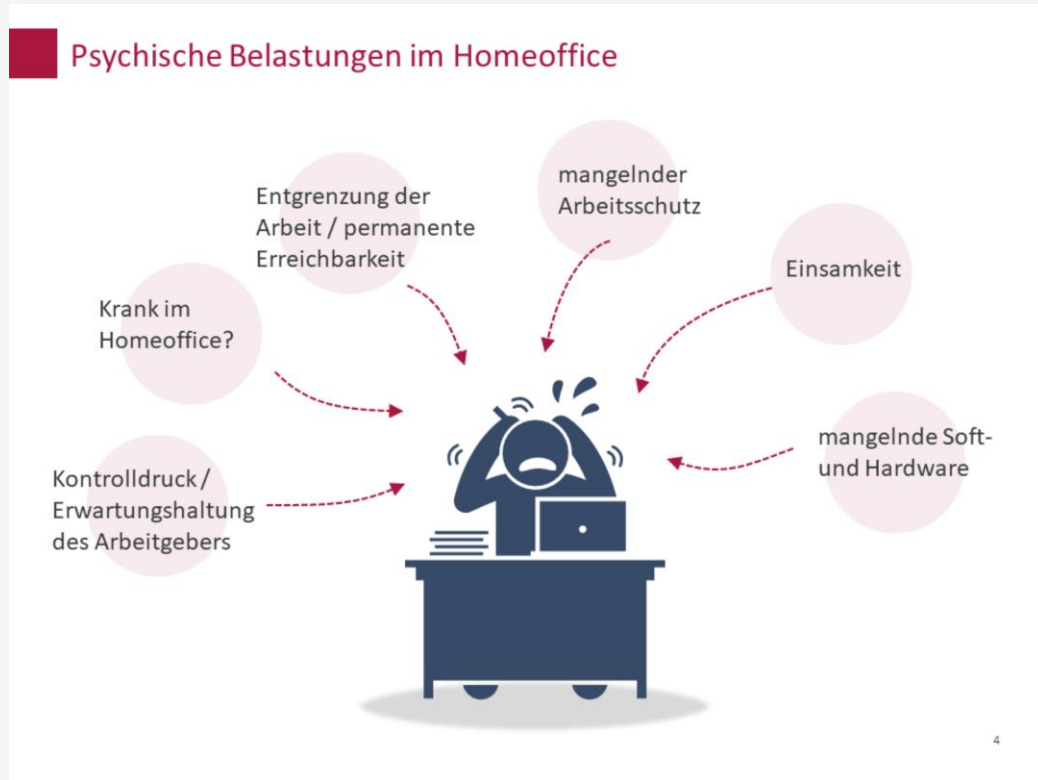 Psychische Belastungen im Homeoffice
mangelnder
Arbeitsschutz
Entgrenzung der
Arbeit / permanente
Erreichbarkeit
Einsamkeit
Krank im
Homeoffice?
mangelnde Soft-
und Hardware
Kontrolldruck /
Erwartungshaltung
des Arbeitgebers
4